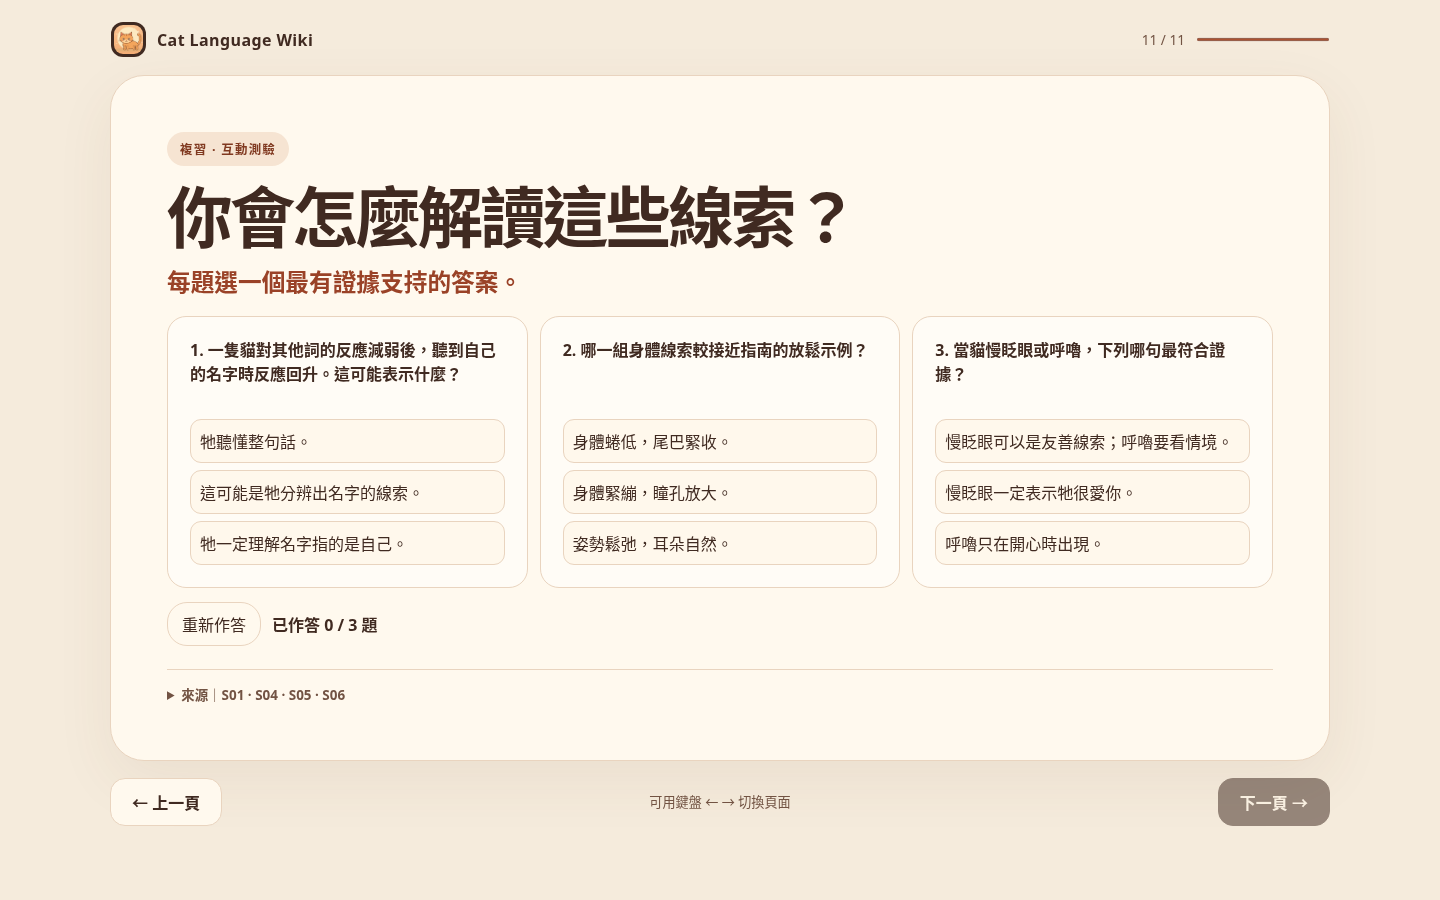 Cat Language Wiki
11 / 11
複習 · 互動測驗
你會怎麼解讀這些線索？
每題選一個最有證據支持的答案。
1. 一隻貓對其他詞的反應減弱後，聽到自己
的名字時反應回升。這可能表示什麼？
牠聽懂整句話。
這可能是牠分辨出名字的線索。
牠一定理解名字指的是自己。
2. 哪一組身體線索較接近指南的放鬆示例？
身體蜷低，尾巴緊收。
身體緊繃，瞳孔放大。
姿勢鬆弛，耳朵自然。
3. 當貓慢眨眼或呼嚕，下列哪句最符合證
據？
慢眨眼可以是友善線索；呼嚕要看情境。
慢眨眼一定表示牠很愛你。
呼嚕只在開心時出現。
重新作答
已作答 0 / 3 題
▶ 來源｜S01 · S04 · S05 · S06
← 上一頁
可用鍵盤 ← → 切換頁面
下一頁 →